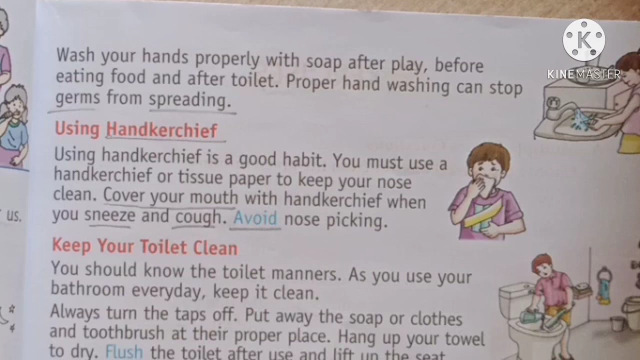 KINEMASTER
Wash your hands properly with soap after play, before
eating food and after toilet. Proper hand washing can stop
germs from spreading.
Using Handkerchief
Using handkerchief is a good habit. You must use a
handkerchief or tissue paper to keep your nose
clean. Cover your mouth with handkerchief when
you sneeze and cough. Avoid nose picking.
us.
Keep Your Toilet Clean
You should know the toilet manners. As you use your
bathroom everyday, keep it clean.
Always turn the taps off. Put away the soap or clothes
and toothbrush at their proper place. Hang up your towel
to dry. Flush the toilet after use and lift up the seat